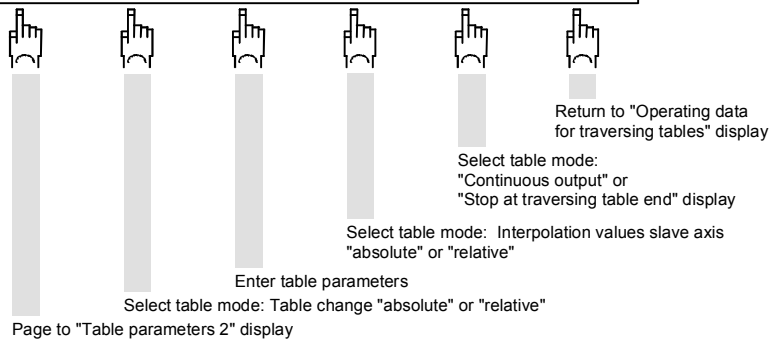 Return to "Operating data
for traversing tables" display
Select table mode:
"Continuous output" or
"Stop at traversing table end" display
Select table mode: Interpolation values slave axis
"absolute" or "relative"
Enter table parameters
Select table mode: Table change "absolute" or "relative"
Page to "Table parameters 2" display